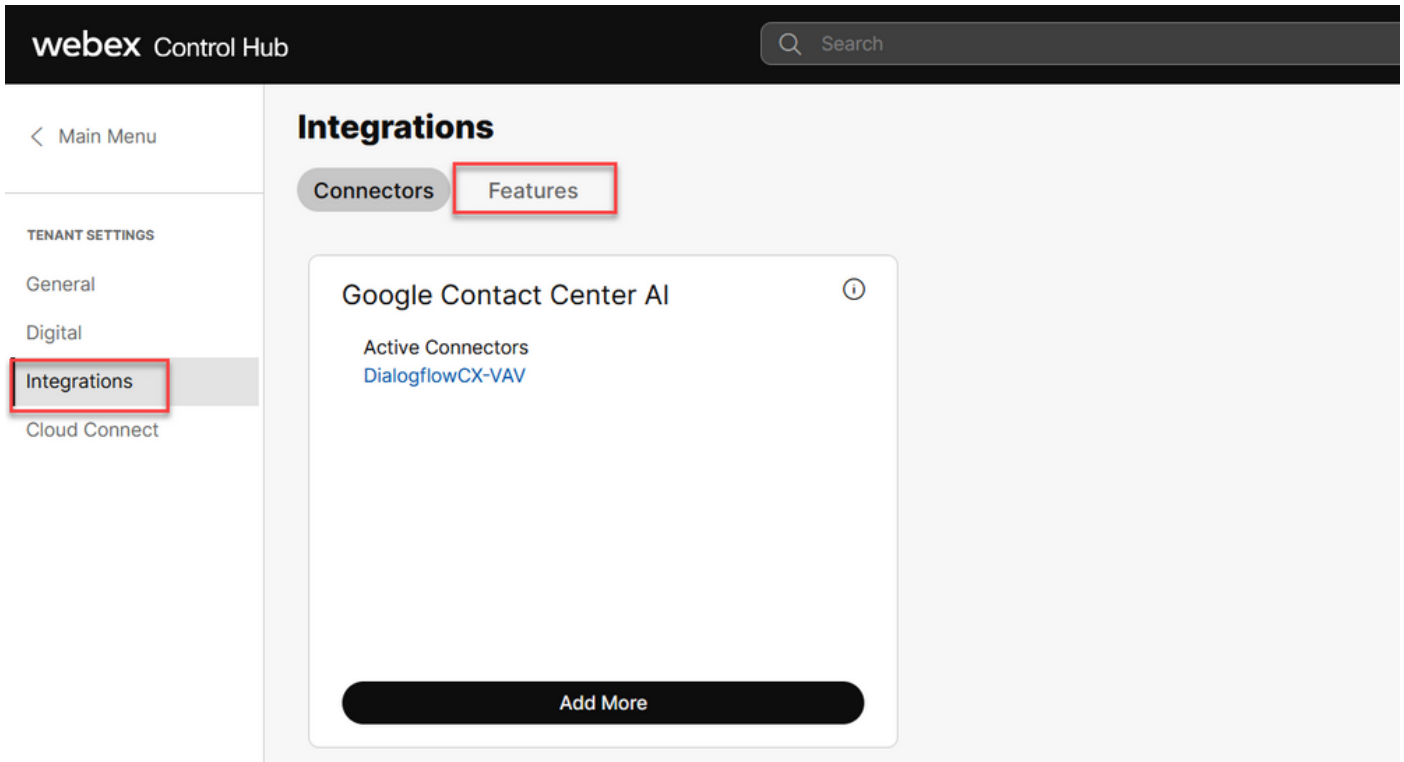 webex Control Hub
Search
Main Menu
TENANT SETTINGS
General
Digital
Integrations
Cloud Connect
Integrations
Connectors
Features
Google Contact Center AI
Active Connectors
DialogflowCX-VAV
Add More